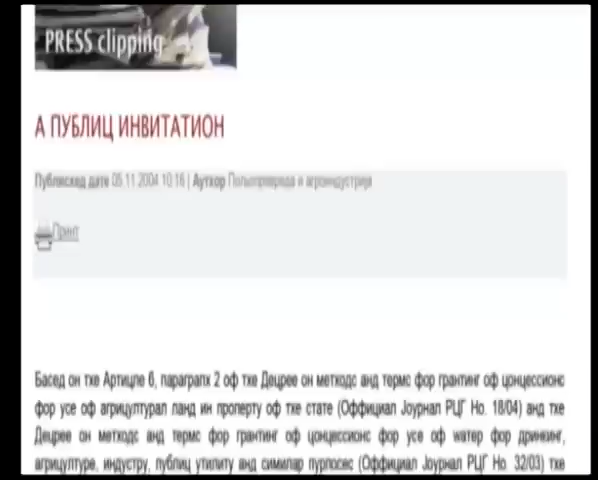 PRESS clipping
А ПУБЛИЦ ИНВИТАТИОН
Публисхед дате 05.11.2004 10:16 | Аутхор Пољопривреда и агроиндустрија
Принт
Басед он тхе Артицле 6, параграпх 2 оф тхе Децрее он метходс анд термс фор грантинг оф цонцессионс
фор усе оф агрицултурал ланд ин проперту оф тхе стате (Оффициал Јоурнал РЦГ Но. 18/04) анд тхе
Децрее он метходс анд термс фор грантинг оф цонцессионс фор усе оф wатер фор дринкинг,
агрицултуре, индустру, публиц утилиту анд симилар пурпосес (Оффициал Јоурнал РЦГ Но. 32/03) тхе